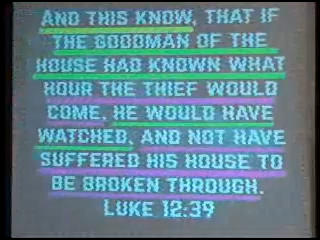 AND THIS KNOW, THAT IF
THE GOODMAN OF THE
HOUSE HAD KNOWN WHAT
HOUR THE THIEF WOULD
COME, HE WOULD HAVE
WATCHED, AND NOT HAVE
SUFFERED HIS HOUSE TO
BE BROKEN THROUGH.
LUKE 12:39